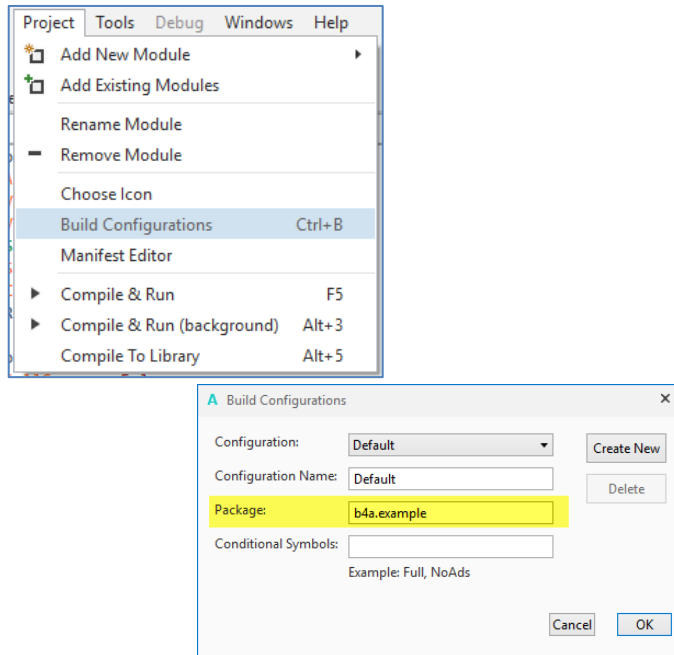 Project Tools Debug Windows Help
Add New Module
Add Existing Modules
Rename Module
Remove Module
Choose Icon
Build Configurations Ctrl+B
Manifest Editor
Compile & Run F5
Compile & Run (background) Alt+3
Compile To Library Alt+5
A Build Configurations x
Configuration: Default Create New
Configuration Name: Default Delete
Package: b4a.example
Conditional Symbols:
Example: Full, NoAds
Cancel OK